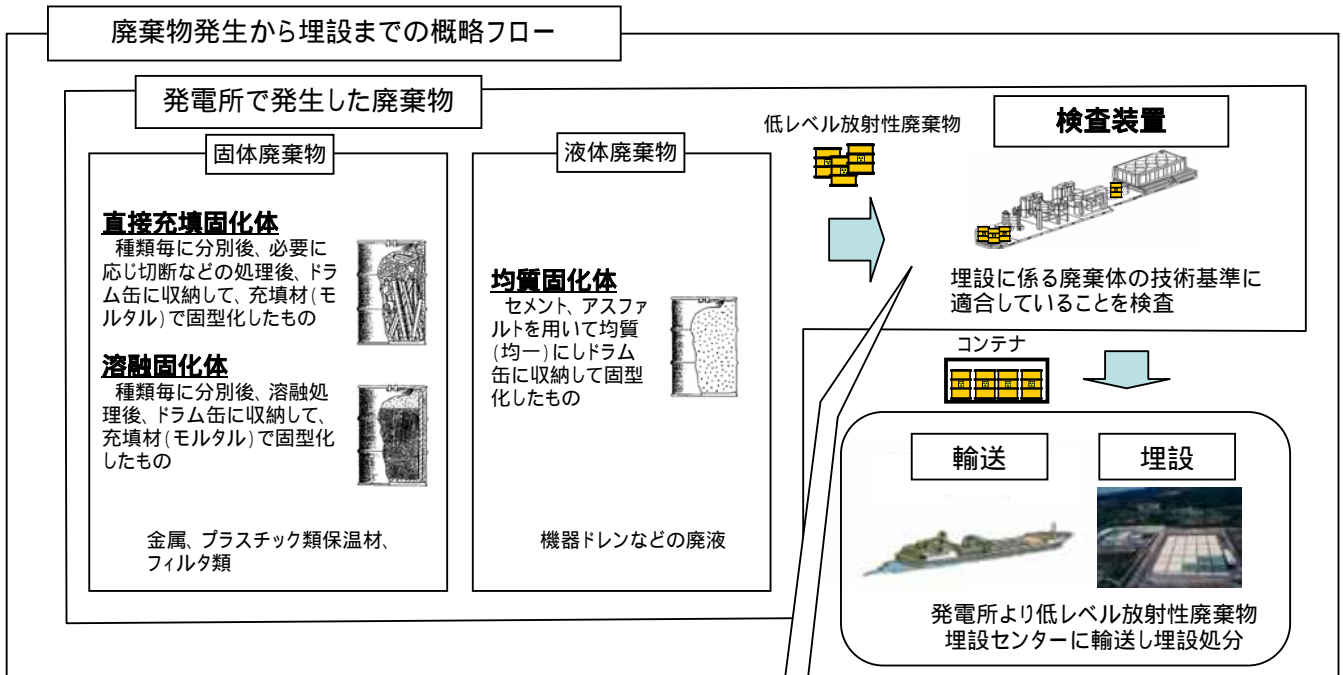 廃棄物発生から埋設までの概略フロー
発電所で発生した廃棄物
固体廃棄物
直接充填固化体
種類毎に分別後、必要に
応じ切断などの処理後、ドラ
ム缶に収納して、充填材(モ
ルタル)で固型化したもの
溶融固化体
種類毎に分別後、溶融処
理後、ドラム缶に収納して、
充填材(モルタル)で固型化
したもの
金属、プラスチック類保温材、
フィルタ類
液体廃棄物
均質固化体
セメント、アスファ
ルトを用いて均質
(均一)にしドラム
缶に収納して固型
化したもの
機器ドレンなどの廃液
低レベル放射性廃棄物
検査装置
埋設に係る廃棄体の技術基準に
適合していることを検査
コンテナ
輸送
埋設
発電所より低レベル放射性廃棄物
埋設センターに輸送し埋設処分